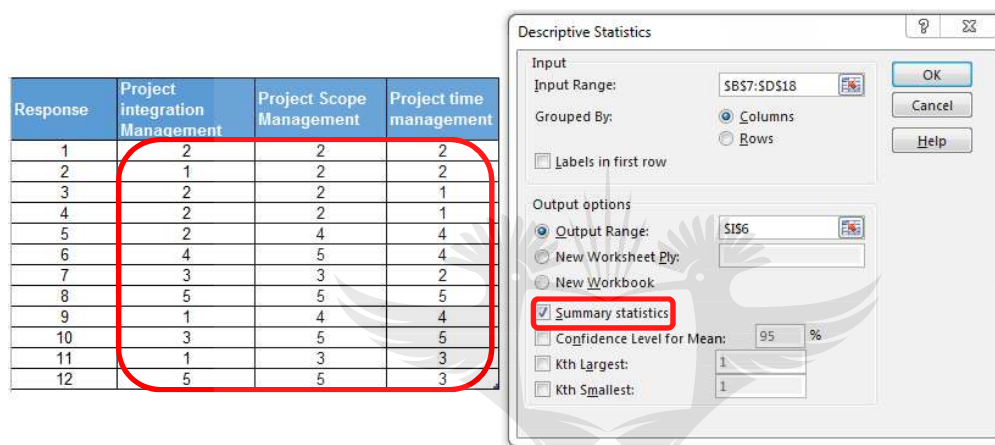 Response Project integration Management Project Scope Management Project time management
1 2 2 2
2 1 2 2
3 2 2 1
4 2 2 1
5 2 4 4
6 4 5 4
7 3 3 2
8 5 5 5
9 1 4 4
10 3 5 5
11 1 3 3
12 5 5 3
Descriptive Statistics
Input
Input Range: $B$7:$D$18
Grouped By: Columns
Rows
Labels in first row
Output options
Output Range: $I$6
New Worksheet Ply:
New Workbook
Summary statistics
Confidence Level for Mean: 95 %
Kth Largest: 1
Kth Smallest: 1
OK
Cancel
Help